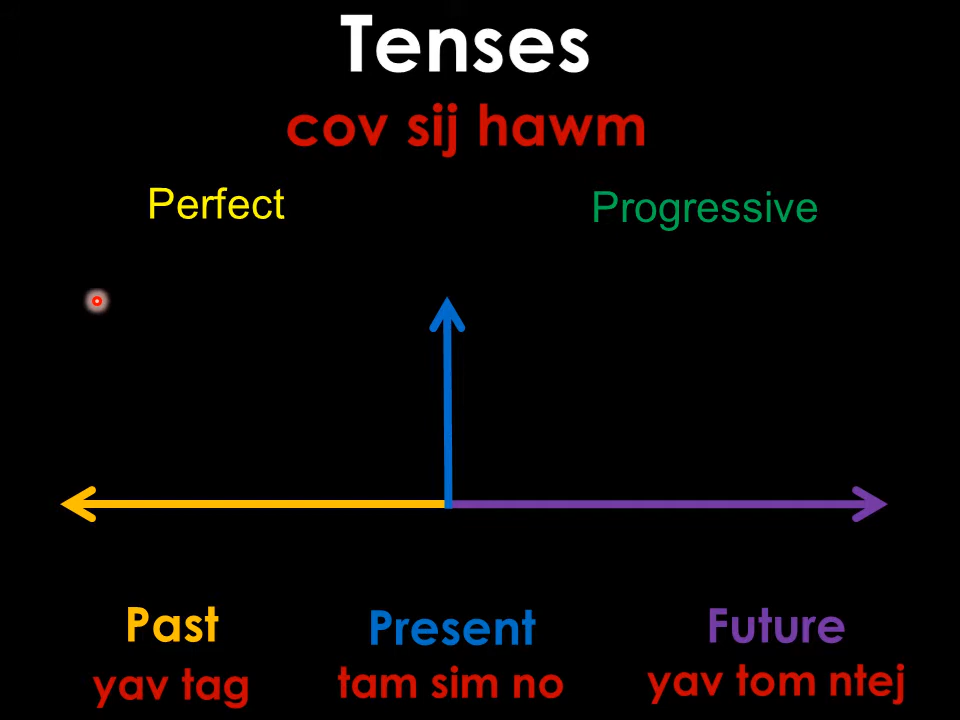 Tenses
cov sij hawm
Perfect
Progressive
Past
Present
Future
yav tag
tam sim no
yav tom ntej